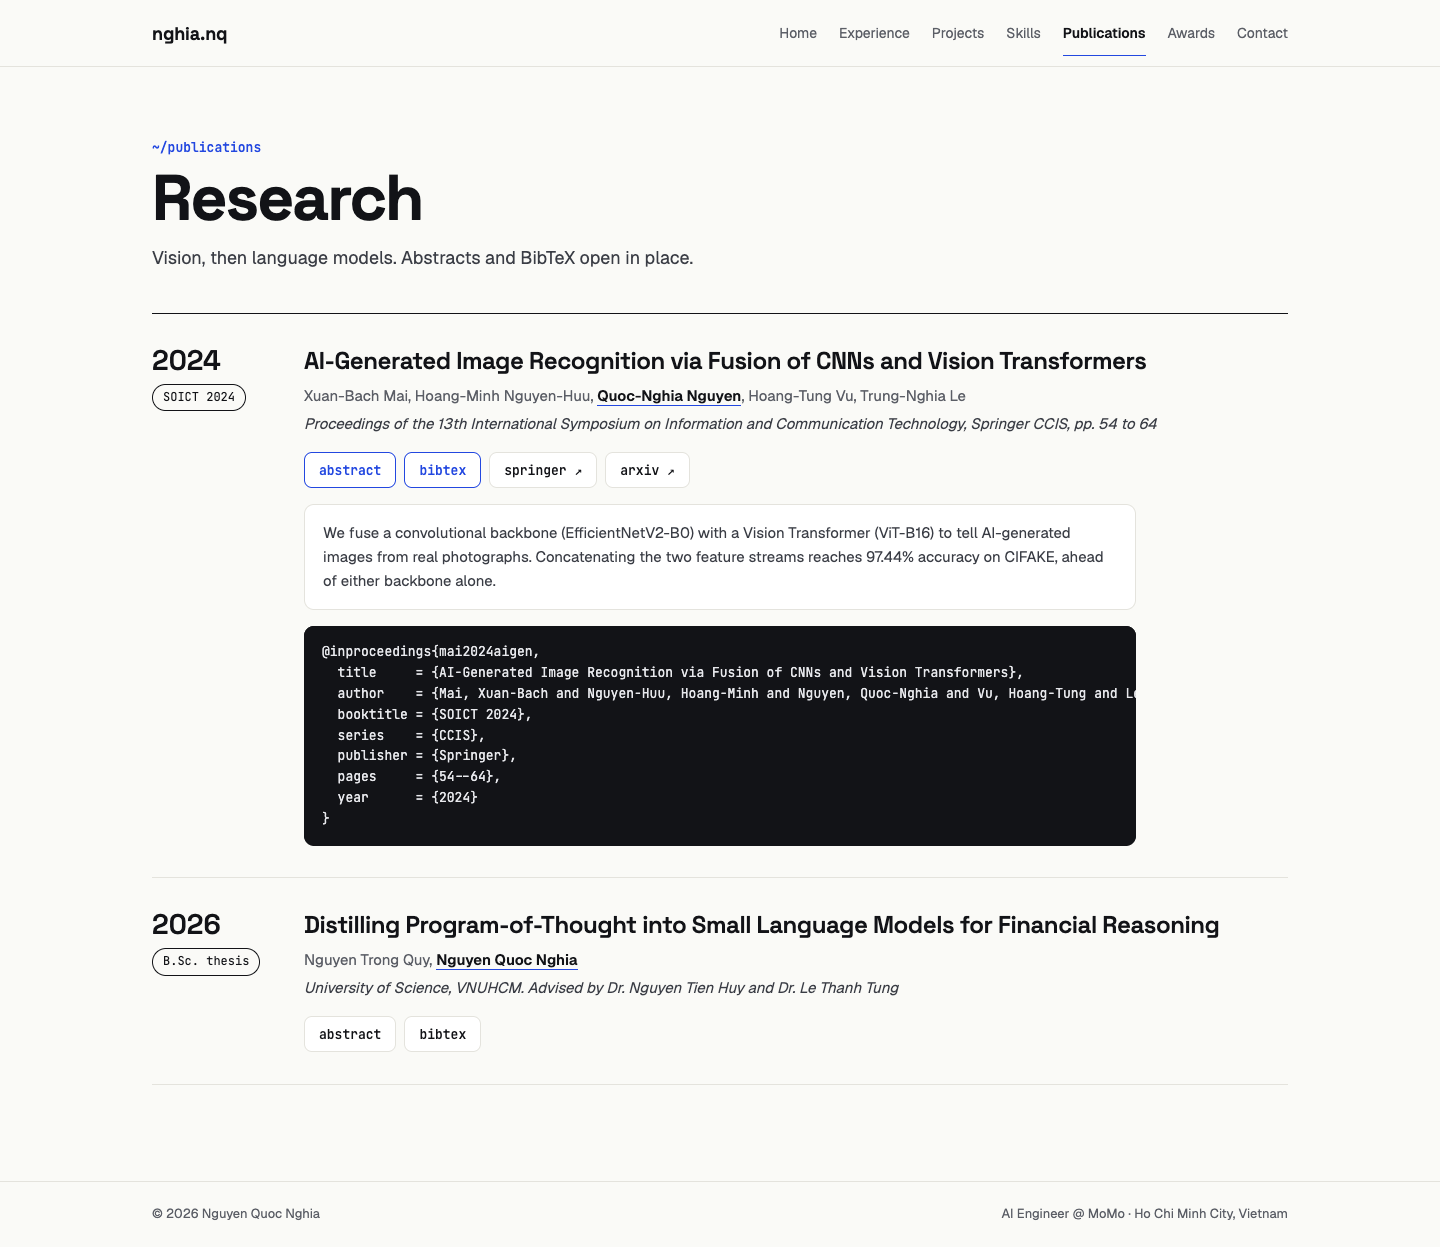 nghia.nq
Home Experience Projects Skills Publications Awards Contact
~/publications
Research
Vision, then language models. Abstracts and BibTeX open in place.
2024
SOICT 2024
AI-Generated Image Recognition via Fusion of CNNs and Vision Transformers
Xuan-Bach Mai, Hoang-Minh Nguyen-Huu, Quoc-Nghia Nguyen, Hoang-Tung Vu, Trung-Nghia Le
Proceedings of the 13th International Symposium on Information and Communication Technology, Springer CCIS, pp. 54 to 64
abstract bibtex springer ↗ arxiv ↗
We fuse a convolutional backbone (EfficientNetV2-B0) with a Vision Transformer (ViT-B16) to tell AI-generated
images from real photographs. Concatenating the two feature streams reaches 97.44% accuracy on CIFAKE, ahead
of either backbone alone.
@inproceedings{mai2024aigen,
  title     = {AI-Generated Image Recognition via Fusion of CNNs and Vision Transformers},
  author    = {Mai, Xuan-Bach and Nguyen-Huu, Hoang-Minh and Nguyen, Quoc-Nghia and Vu, Hoang-Tung and
  booktitle = {SOICT 2024},
  series    = {CCIS},
  publisher = {Springer},
  pages     = {54--64},
  year      = {2024}
}
2026
B.Sc. thesis
Distilling Program-of-Thought into Small Language Models for Financial Reasoning
Nguyen Trong Quy, Nguyen Quoc Nghia
University of Science, VNUHCM. Advised by Dr. Nguyen Tien Huy and Dr. Le Thanh Tung
abstract bibtex
© 2026 Nguyen Quoc Nghia
AI Engineer @ MoMo · Ho Chi Minh City, Vietnam